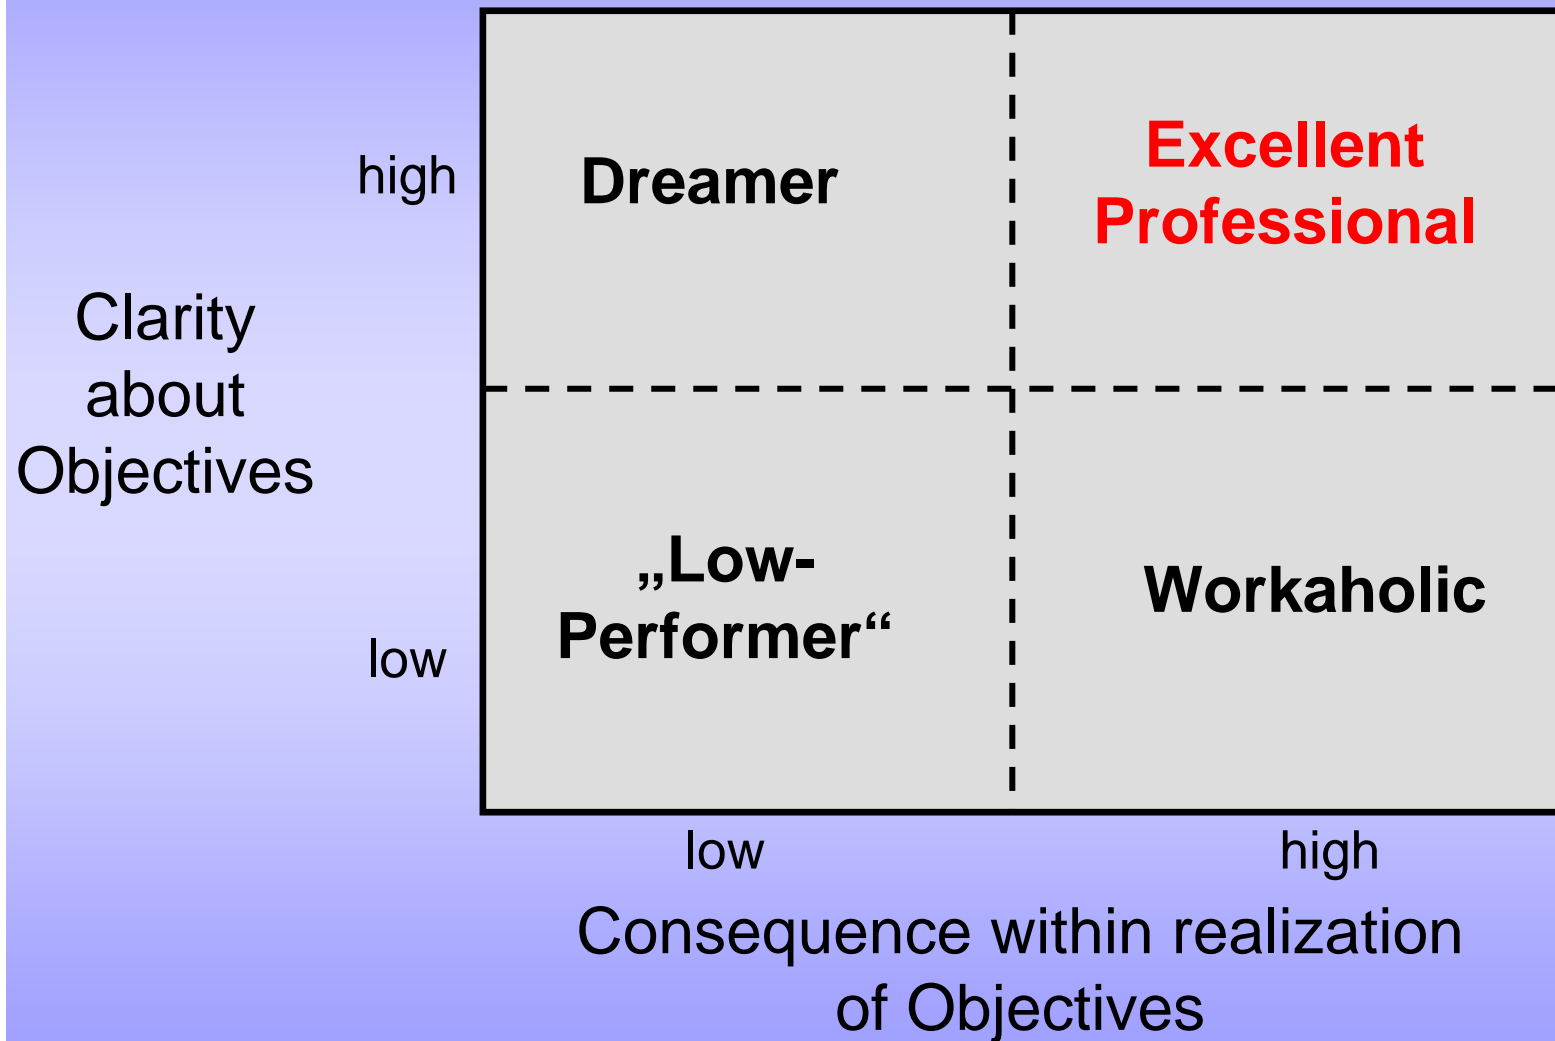 high
Dreamer
Excellent
Professional
Clarity
about
Objectives
low
„Low-
Performer“
Workaholic
low
high
Consequence within realization
of Objectives